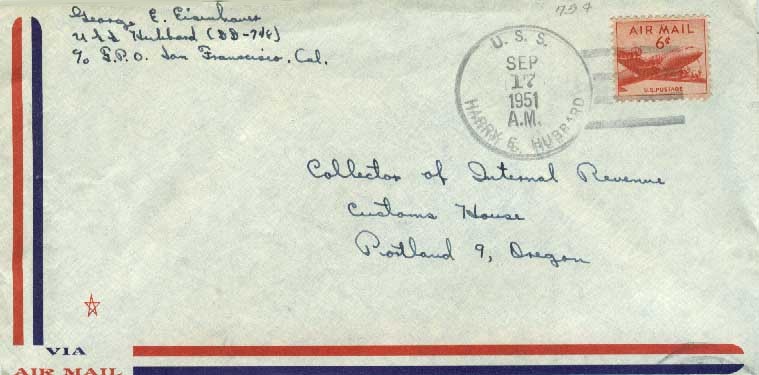 George E. Eisenhauer
USS Hubbard (DD-748)
c/o F.P.O. San Francisco, Cal.
U. S. S.
SEP
17
1951
A.M.
HARRY E. HUBBARD
AIR MAIL
6¢
U.S. POSTAGE
Collector of Internal Revenue
Customs House
Portland 9, Oregon
VIA
AIR MAIL